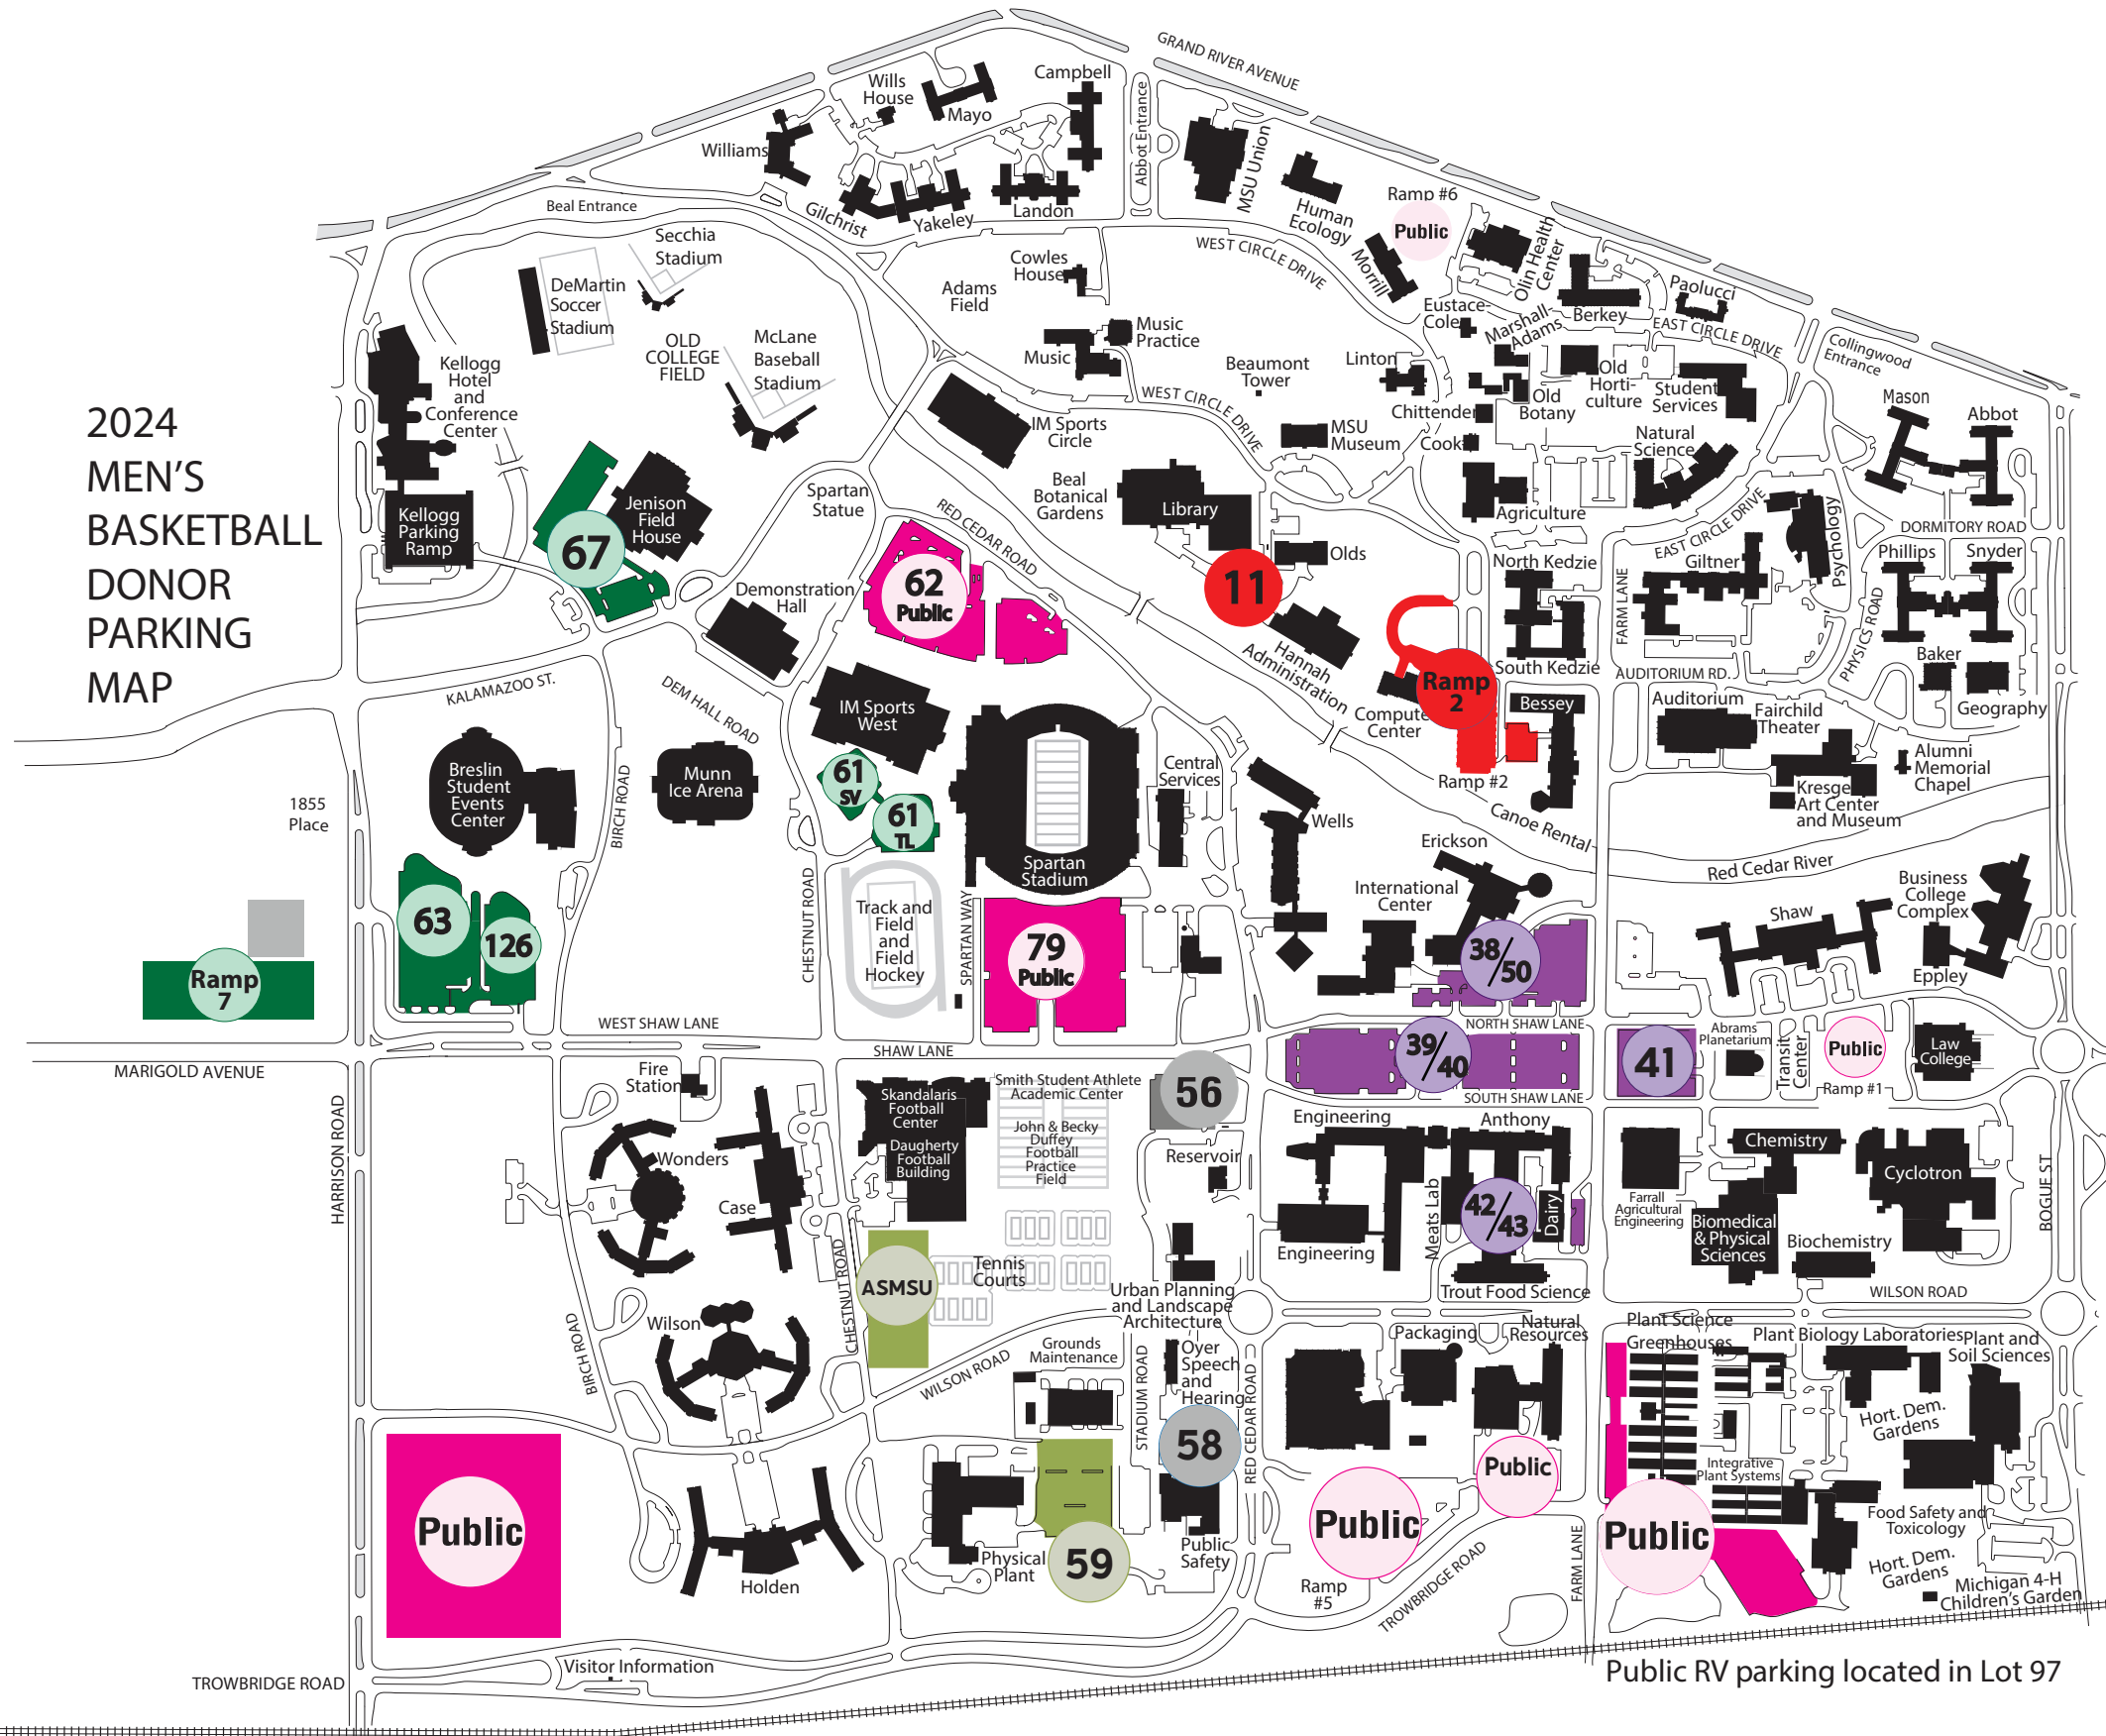 2024
MEN'S
BASKETBALL
DONOR
PARKING
MAP
GRAND RIVER AVENUE
Wills
House
Mayo
Campbell
Williams
Abbot Entrance
MSU Union
Beal Entrance
Gilchrist
Yakeley
Landon
Human
Ecology
Ramp #6
Public
Morrill
Olin Health
Center
WEST CIRCLE DRIVE
Secchia
Stadium
DeMartin
Soccer
Stadium
Cowles
House
Adams
Field
Berkey
Paolucci
Eustace-
Cole
Marshall-
Adams
EAST CIRCLE DRIVE
Collingwood
Entrance
OLD
COLLEGE
FIELD
McLane
Baseball
Stadium
Music
Practice
Music
Beaumont
Tower
Linton
Old
Horti-
culture
Student
Services
Old
Botany
Chittenden
Cook
Mason
Abbot
Kellogg
Hotel
and
Conference
Center
IM Sports
Circle
WEST CIRCLE DRIVE
MSU
Museum
Natural
Science
Spartan
Statue
Beal
Botanical
Gardens
Library
Agriculture
Psychology
DORMITORY ROAD
Kellogg
Parking
Ramp
Jenison
Field
House
67
RED CEDAR ROAD
Olds
EAST CIRCLE DRIVE
North Kedzie
Giltner
Phillips
Snyder
62
Public
11
Demonstration
Hall
FARM LANE
PHYSICS ROAD
Hannah
Administration
South Kedzie
AUDITORIUM RD.
Baker
Geography
KALAMAZOO ST.
DEM HALL ROAD
IM Sports
West
Ramp
2
Computer
Center
Bessey
Auditorium
Fairchild
Theater
Ramp #2
Alumni
Memorial
Chapel
Kresge
Art Center
and Museum
Breslin
Student
Events
Center
Munn
Ice Arena
BIRCH ROAD
61
SV
61
TL
Central
Services
1855
Place
Wells
Canoe Rental
Erickson
Red Cedar River
Spartan
Stadium
International
Center
Business
College
Complex
Shaw
Eppley
63
126
Ramp
7
CHESTNUT ROAD
Track and
Field
and
Field
Hockey
SPARTAN WAY
79
Public
38/50
WEST SHAW LANE
SHAW LANE
NORTH SHAW LANE
39/40
41
Abrams
Planetarium
Transit
Center
Public
Ramp #1
Law
College
SOUTH SHAW LANE
MARIGOLD AVENUE
HARRISON ROAD
Fire
Station
Skandalaris
Football
Center
Daugherty
Football
Building
Smith Student Athlete
Academic Center
John & Becky
Duffey
Football
Practice
Field
56
Reservoir
Engineering
Anthony
Meats Lab
42/43
Dairy
Engineering
Trout Food Science
Farrall
Agricultural
Engineering
Chemistry
Cyclotron
Biomedical
& Physical
Sciences
Biochemistry
BOGUE ST
WILSON ROAD
Wonders
Case
CHESTNUT ROAD
ASMSU
Tennis
Courts
Urban Planning
and Landscape
Architecture
Wilson
BIRCH ROAD
WILSON ROAD
Grounds
Maintenance
STADIUM ROAD
Oyer
Speech
and
Hearing
RED CEDAR ROAD
Packaging
Natural
Resources
Plant Science
Greenhouses
Plant Biology Laboratories
Plant and
Soil Sciences
Hort. Dem.
Gardens
58
Public
Public
Public
Public
Integrative
Plant Systems
Food Safety and
Toxicology
Physical
Plant
59
Public
Safety
Holden
Ramp
#5
TROWBRIDGE ROAD
FARM LANE
Hort. Dem.
Gardens
Michigan 4-H
Children's Garden
Visitor Information
TROWBRIDGE ROAD
Public RV parking located in Lot 97